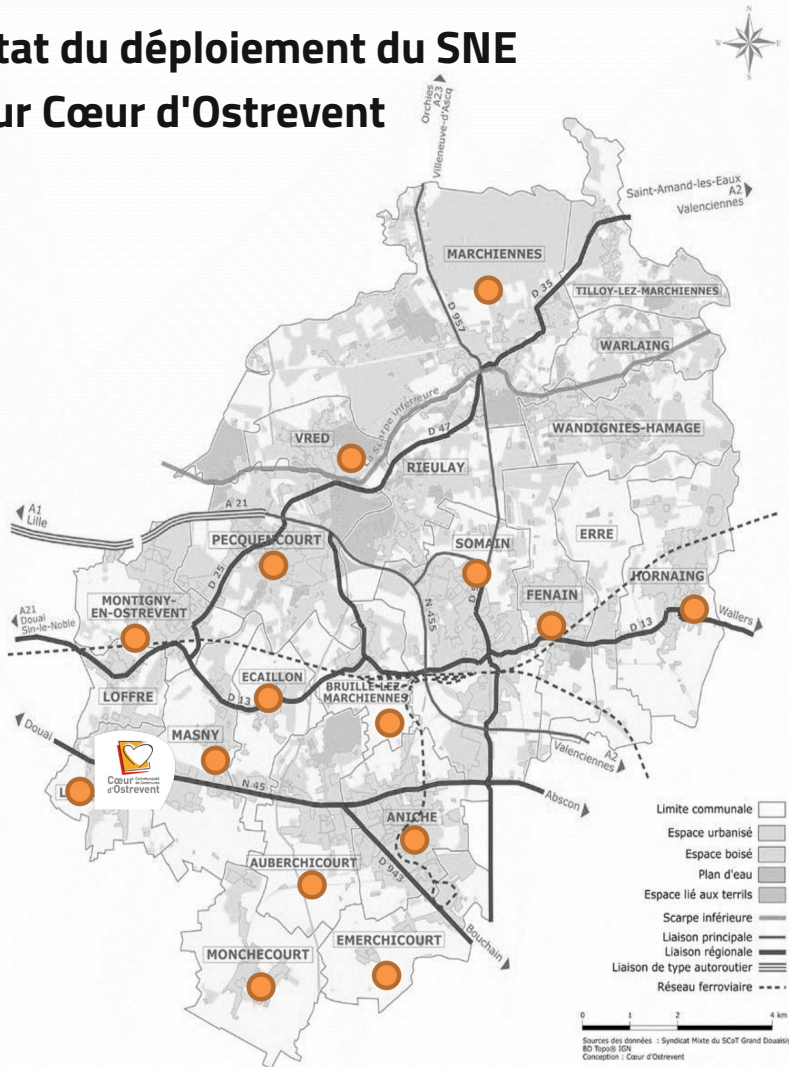 tat du déploiement du SNE
ur Cœur d'Ostrevent
N
W
E
S
Orchies
A23
Villeneuve-d'Ascq
Saint-Amand-les-Eaux
A2
Valenciennes
MARCHIENNES
D 35
TILLOY-LEZ-MARCHIENNES
D 957
WARLAING
La Scarpe inférieure
WANDIGNIES-HAMAGE
VRED
D 47
RIEULAY
A 21
A1
Lille
PECQUENCOURT
SOMAIN
ERRE
D 25
HORNAING
FENAIN
MONTIGNY-
EN-OSTREVENT
N 455
A21
Douai
Sin-le-Noble
Wallers
D 13
ECAILLON
BRUILLE-LEZ-
MARCHIENNES
LOFFRE
D 13
MASNY
Douai
A2
Valenciennes
Cœur Communauté
de Communes
d'Ostrevent
L
N 45
Abscon
ANICHE
AUBERCHICOURT
D 943
EMERCHICOURT
Bouchain
MONCHECOURT
Limite communale
Espace urbanisé
Espace boisé
Plan d'eau
Espace lié aux terrils
Scarpe inférieure
Liaison principale
Liaison régionale
Liaison de type autoroutier
Réseau ferroviaire
0 1 2 4 km
Sources des données : Syndicat Mixte du SCoT Grand Douaisis
BD Topo® IGN
Conception : Cœur d'Ostrevent